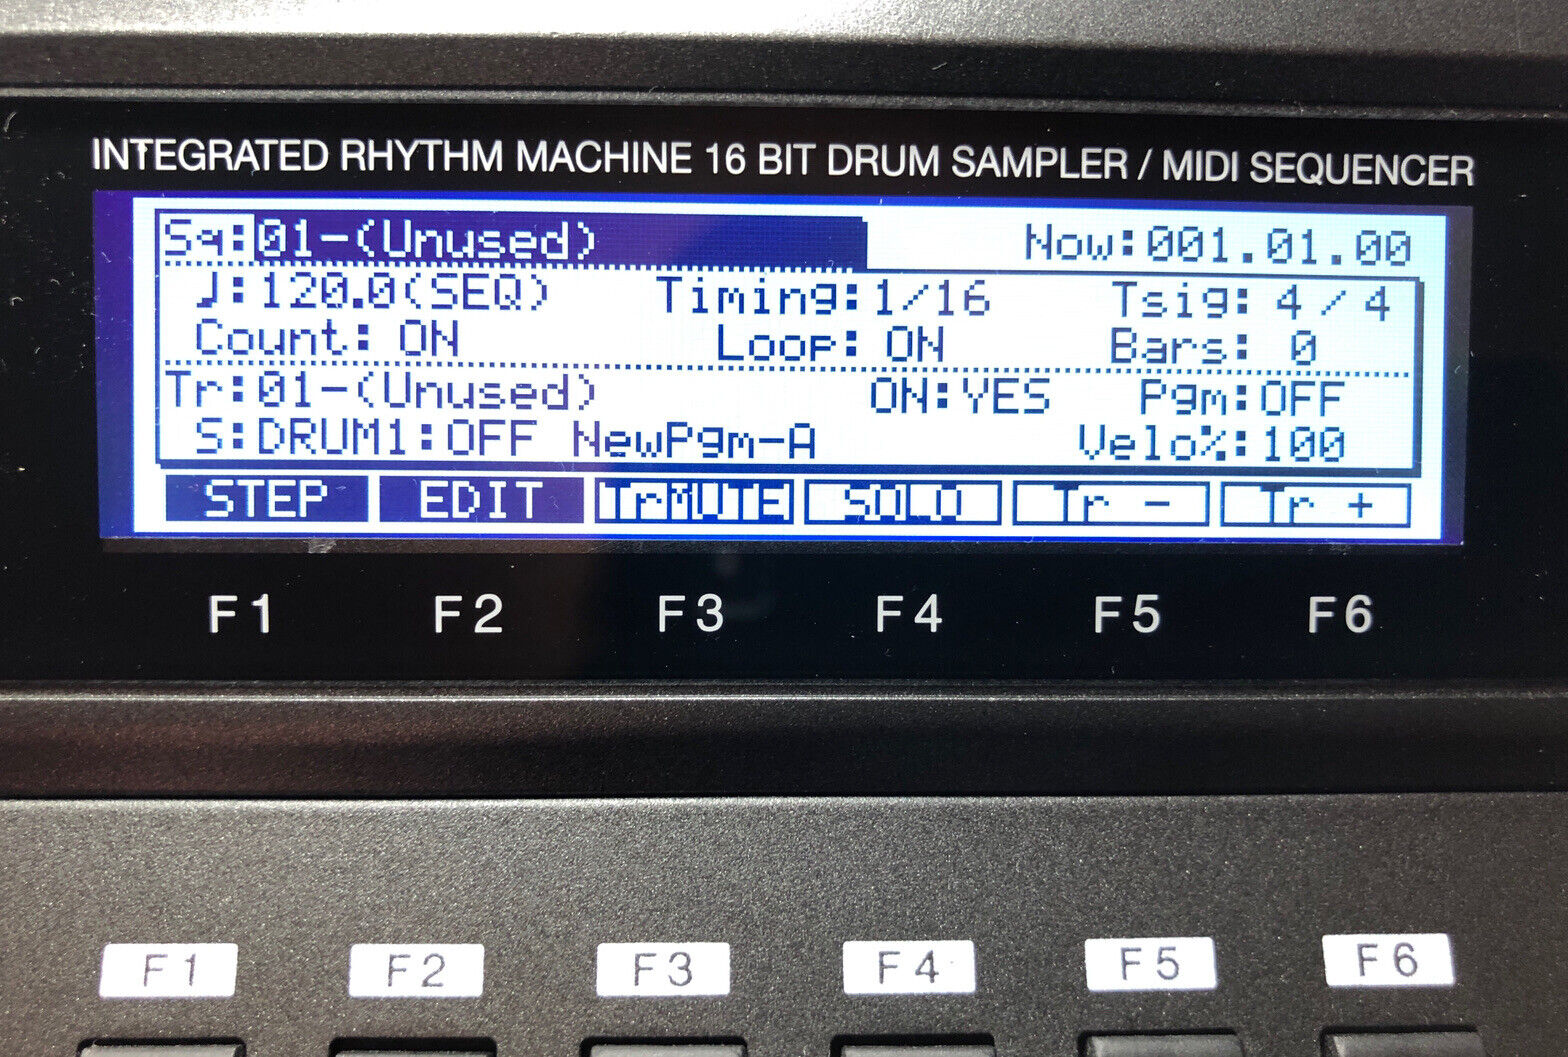 INTEGRATED RHYTHM MACHINE 16 BIT DRUM SAMPLER / MIDI SEQUENCER
Sq:01-(Unused) Now:001.01.00
♩:120.0(SEQ) Timing:1/16 Tsig: 4/4
Count: ON Loop: ON Bars: 0
Tr:01-(Unused) ON:YES Pgm:OFF
S:DRUM1:OFF NewPgm-A Velo%:100
STEP EDIT TrMUTE SOLO Tr - Tr +
F1 F2 F3 F4 F5 F6
F1 F2 F3 F4 F5 F6